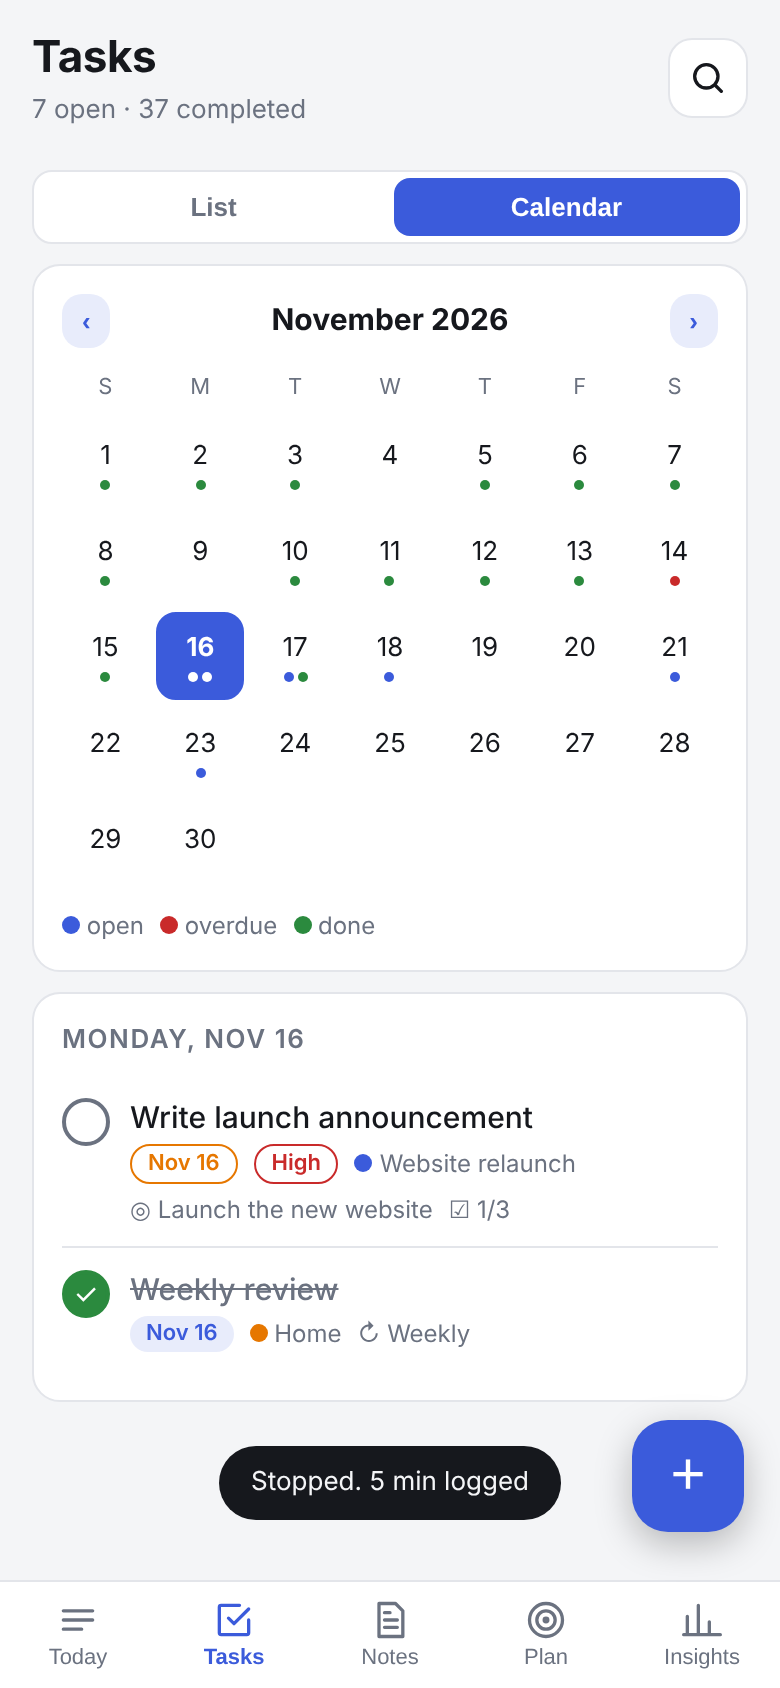 Tasks
7 open · 37 completed
List Calendar
‹ November 2026 ›
S M T W T F S
1 2 3 4 5 6 7
8 9 10 11 12 13 14
15 16 17 18 19 20 21
22 23 24 25 26 27 28
29 30
open overdue done
MONDAY, NOV 16
Write launch announcement
Nov 16 High Website relaunch
◎ Launch the new website ☑ 1/3
Weekly review
Nov 16 Home ↻ Weekly
Stopped. 5 min logged
+
Today Tasks Notes Plan Insights